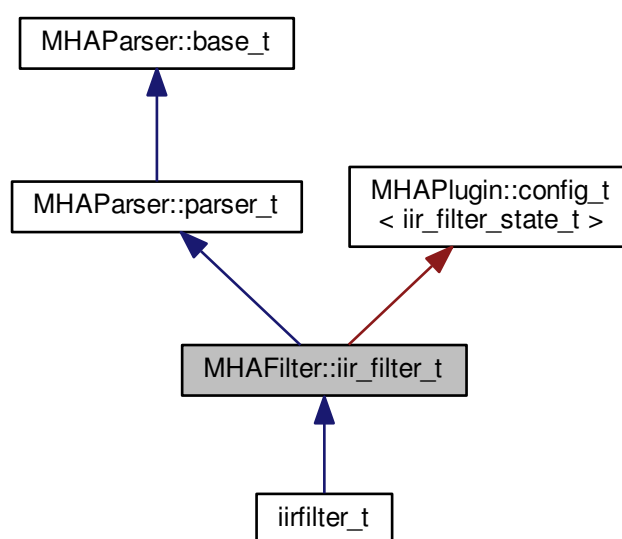 MHAParser::base_t
MHAParser::parser_t
MHAPlugin::config_t
< iir_filter_state_t >
MHAFilter::iir_filter_t
iirfilter_t